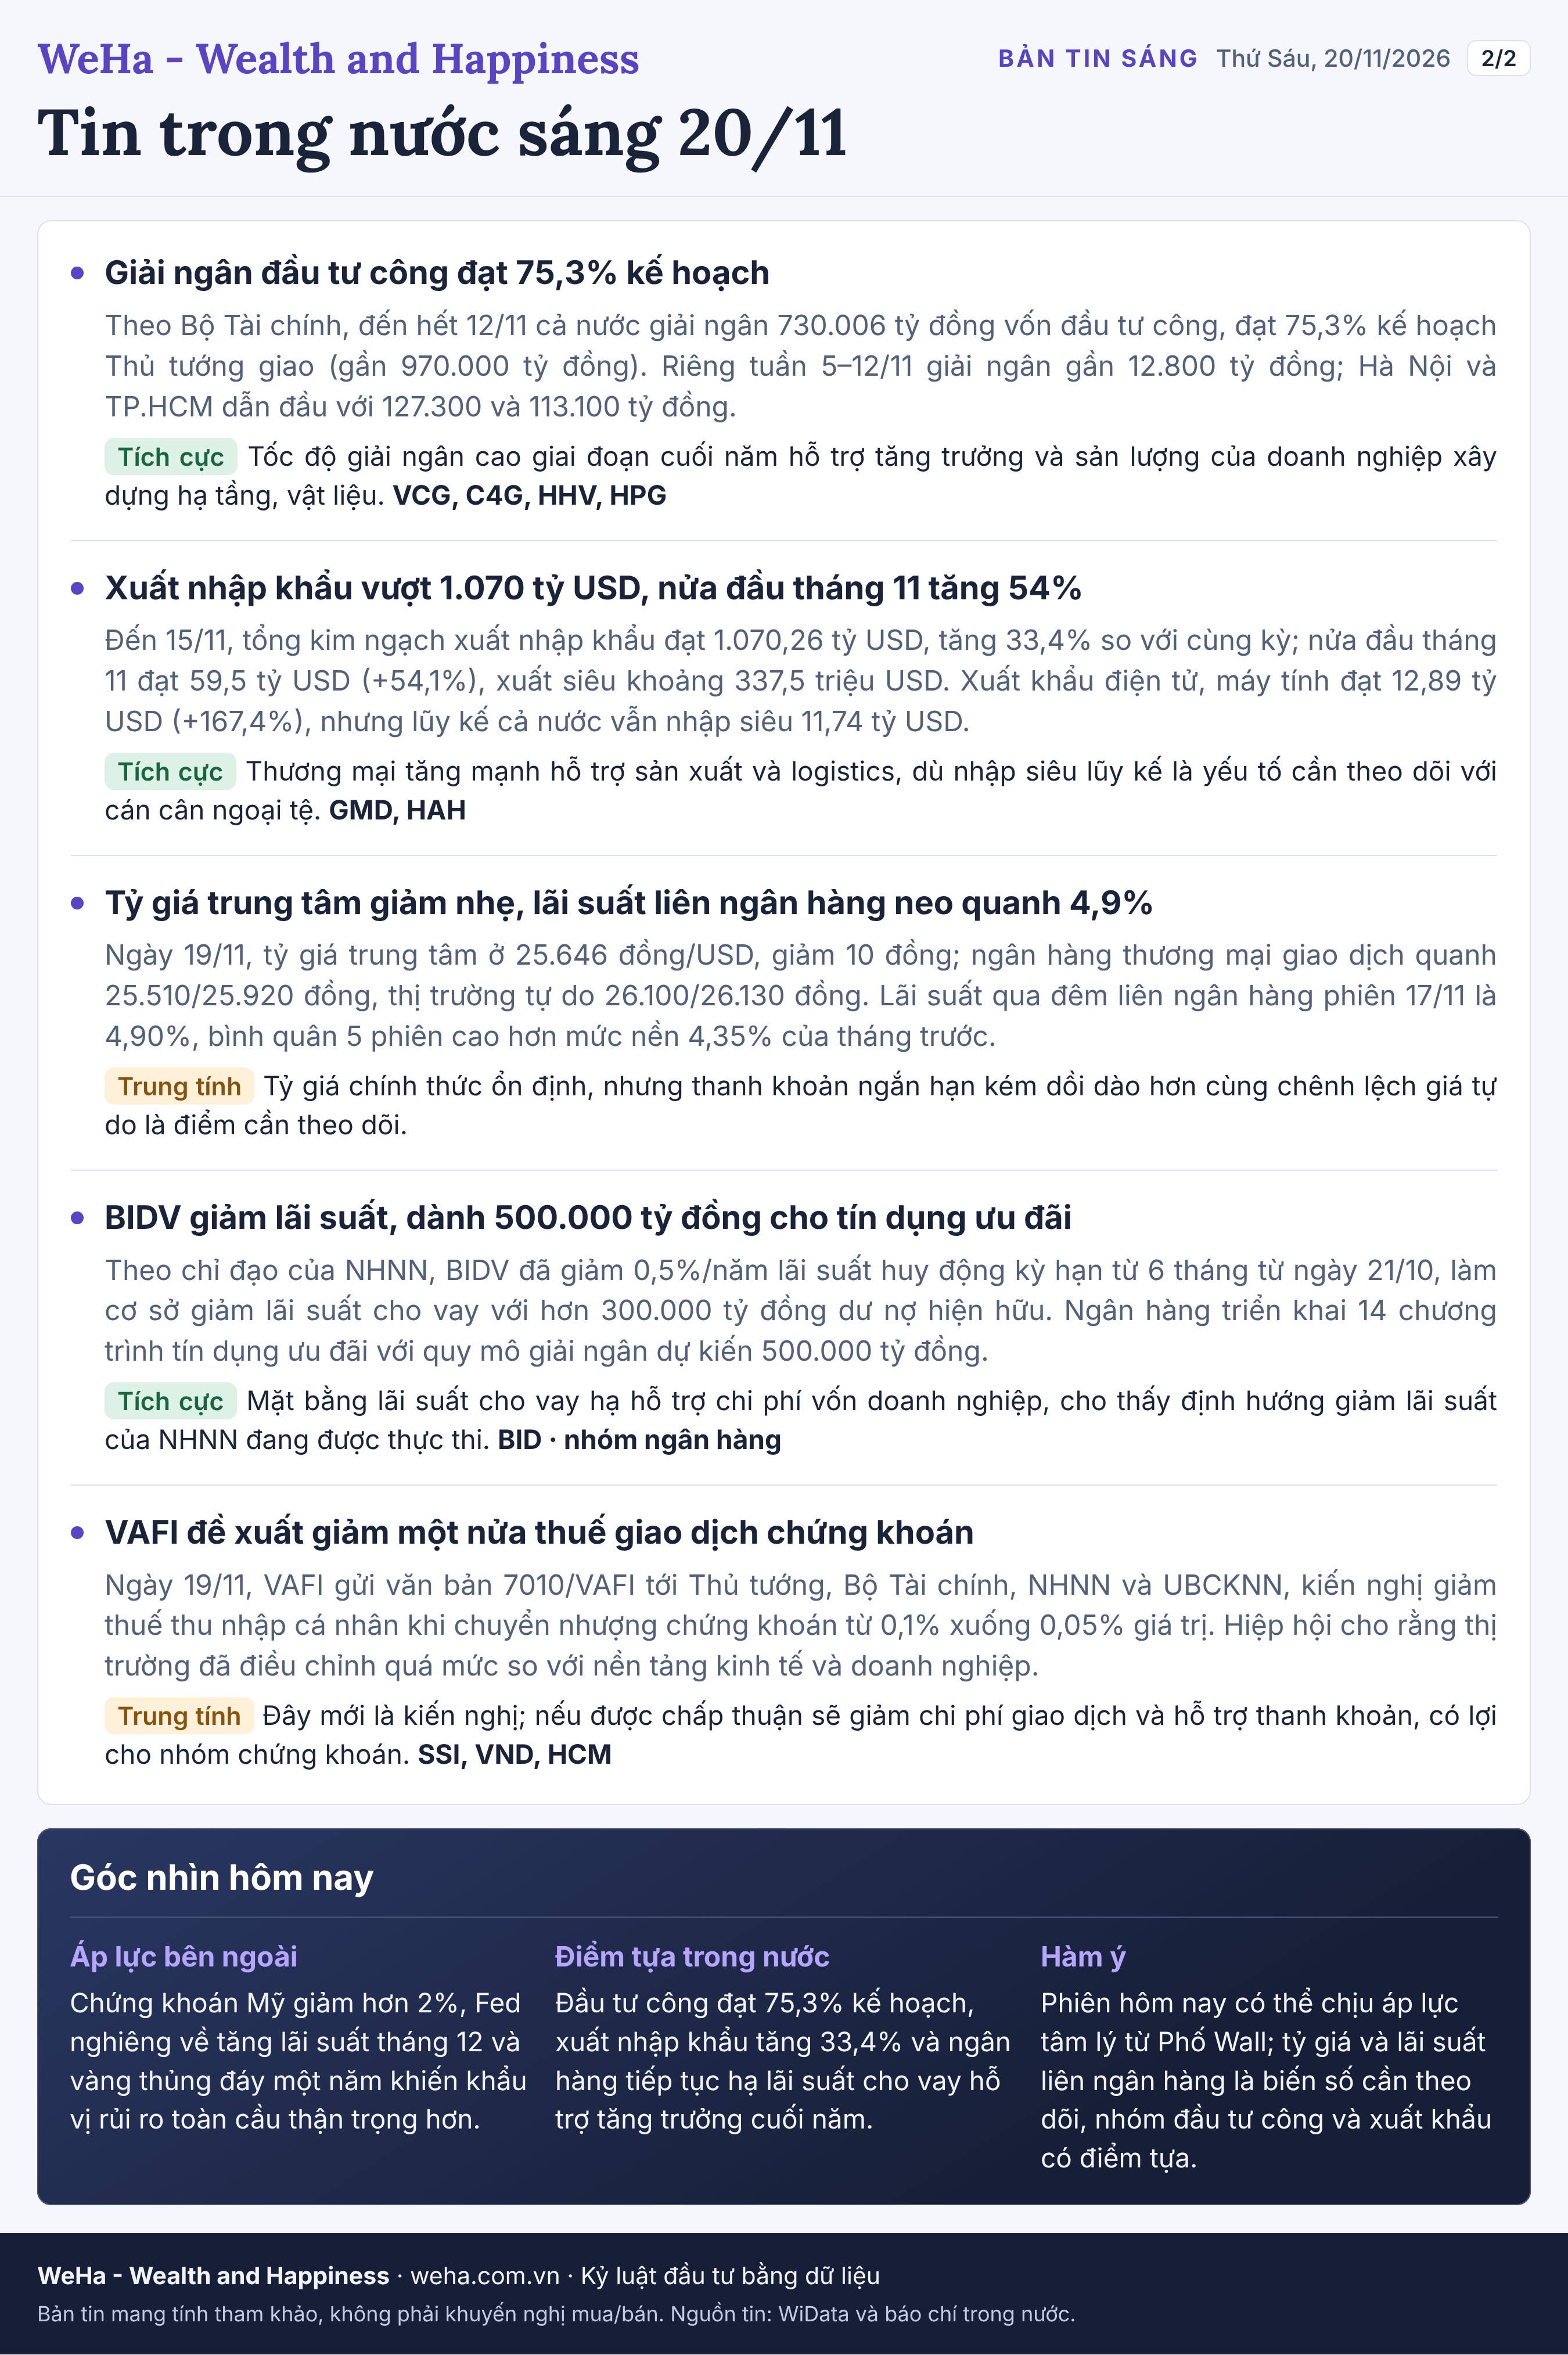 WeHa - Wealth and Happiness
BẢN TIN SÁNG Thứ Sáu, 20/11/2026 2/2
Tin trong nước sáng 20/11
Giải ngân đầu tư công đạt 75,3% kế hoạch
Theo Bộ Tài chính, đến hết 12/11 cả nước giải ngân 730.006 tỷ đồng vốn đầu tư công, đạt 75,3% kế hoạch
Thủ tướng giao (gần 970.000 tỷ đồng). Riêng tuần 5–12/11 giải ngân gần 12.800 tỷ đồng; Hà Nội và
TP.HCM dẫn đầu với 127.300 và 113.100 tỷ đồng.
Tích cực Tốc độ giải ngân cao giai đoạn cuối năm hỗ trợ tăng trưởng và sản lượng của doanh nghiệp xây
dựng hạ tầng, vật liệu. VCG, C4G, HHV, HPG
Xuất nhập khẩu vượt 1.070 tỷ USD, nửa đầu tháng 11 tăng 54%
Đến 15/11, tổng kim ngạch xuất nhập khẩu đạt 1.070,26 tỷ USD, tăng 33,4% so với cùng kỳ; nửa đầu tháng
11 đạt 59,5 tỷ USD (+54,1%), xuất siêu khoảng 337,5 triệu USD. Xuất khẩu điện tử, máy tính đạt 12,89 tỷ
USD (+167,4%), nhưng lũy kế cả nước vẫn nhập siêu 11,74 tỷ USD.
Tích cực Thương mại tăng mạnh hỗ trợ sản xuất và logistics, dù nhập siêu lũy kế là yếu tố cần theo dõi với
cán cân ngoại tệ. GMD, HAH
Tỷ giá trung tâm giảm nhẹ, lãi suất liên ngân hàng neo quanh 4,9%
Ngày 19/11, tỷ giá trung tâm ở 25.646 đồng/USD, giảm 10 đồng; ngân hàng thương mại giao dịch quanh
25.510/25.920 đồng, thị trường tự do 26.100/26.130 đồng. Lãi suất qua đêm liên ngân hàng phiên 17/11 là
4,90%, bình quân 5 phiên cao hơn mức nền 4,35% của tháng trước.
Trung tính Tỷ giá chính thức ổn định, nhưng thanh khoản ngắn hạn kém dồi dào hơn cùng chênh lệch giá tự
do là điểm cần theo dõi.
BIDV giảm lãi suất, dành 500.000 tỷ đồng cho tín dụng ưu đãi
Theo chỉ đạo của NHNN, BIDV đã giảm 0,5%/năm lãi suất huy động kỳ hạn từ 6 tháng từ ngày 21/10, làm
cơ sở giảm lãi suất cho vay với hơn 300.000 tỷ đồng dư nợ hiện hữu. Ngân hàng triển khai 14 chương
trình tín dụng ưu đãi với quy mô giải ngân dự kiến 500.000 tỷ đồng.
Tích cực Mặt bằng lãi suất cho vay hạ hỗ trợ chi phí vốn doanh nghiệp, cho thấy định hướng giảm lãi suất
của NHNN đang được thực thi. BID · nhóm ngân hàng
VAFI đề xuất giảm một nửa thuế giao dịch chứng khoán
Ngày 19/11, VAFI gửi văn bản 7010/VAFI tới Thủ tướng, Bộ Tài chính, NHNN và UBCKNN, kiến nghị giảm
thuế thu nhập cá nhân khi chuyển nhượng chứng khoán từ 0,1% xuống 0,05% giá trị. Hiệp hội cho rằng thị
trường đã điều chỉnh quá mức so với nền tảng kinh tế và doanh nghiệp.
Trung tính Đây mới là kiến nghị; nếu được chấp thuận sẽ giảm chi phí giao dịch và hỗ trợ thanh khoản, có lợi
cho nhóm chứng khoán. SSI, VND, HCM
Góc nhìn hôm nay
Áp lực bên ngoài
Chứng khoán Mỹ giảm hơn 2%, Fed
nghiêng về tăng lãi suất tháng 12 và
vàng thủng đáy một năm khiến khẩu
vị rủi ro toàn cầu thận trọng hơn.
Điểm tựa trong nước
Đầu tư công đạt 75,3% kế hoạch,
xuất nhập khẩu tăng 33,4% và ngân
hàng tiếp tục hạ lãi suất cho vay hỗ
trợ tăng trưởng cuối năm.
Hàm ý
Phiên hôm nay có thể chịu áp lực
tâm lý từ Phố Wall; tỷ giá và lãi suất
liên ngân hàng là biến số cần theo
dõi, nhóm đầu tư công và xuất khẩu
có điểm tựa.
WeHa - Wealth and Happiness · weha.com.vn · Kỷ luật đầu tư bằng dữ liệu
Bản tin mang tính tham khảo, không phải khuyến nghị mua/bán. Nguồn tin: WiData và báo chí trong nước.